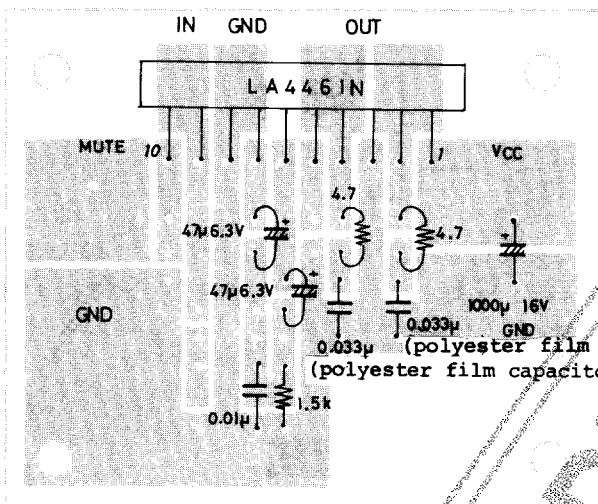 IN GND OUT
LA4461N
MUTE 10 1 VCC
4.7
47μ6.3V 4.7
47μ6.3V
GND 1000μ 16V
0.033μ GND
0.033μ (polyester film
(polyester film capacito
0.01μ 1.5k